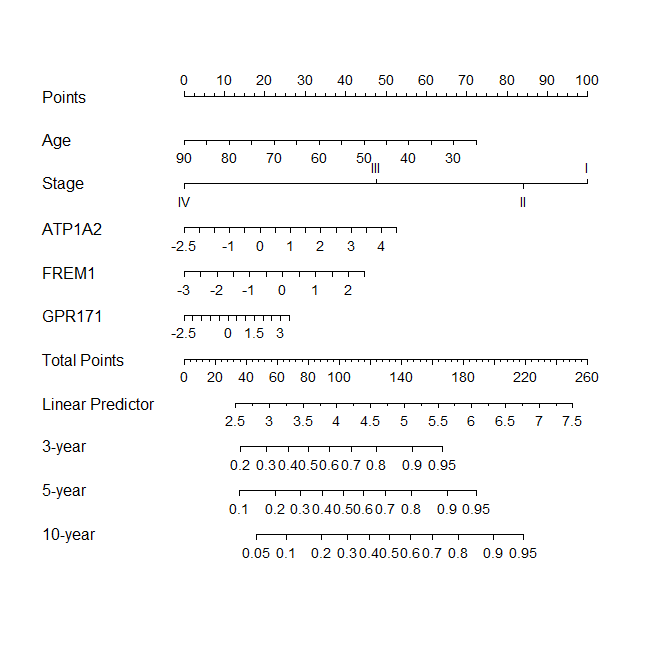 0 10 20 30 40 50 60 70 80 90 100
Points
Age
90 80 70 60 50 40 30
III I
Stage
IV II
ATP1A2
-2.5 -1 0 1 2 3 4
FREM1
-3 -2 -1 0 1 2
GPR171
-2.5 0 1.5 3
Total Points
0 20 40 60 80 100 140 180 220 260
Linear Predictor
2.5 3 3.5 4 4.5 5 5.5 6 6.5 7 7.5
3-year
0.2 0.3 0.4 0.5 0.6 0.7 0.8 0.9 0.95
5-year
0.1 0.2 0.3 0.4 0.5 0.6 0.7 0.8 0.9 0.95
10-year
0.05 0.1 0.2 0.3 0.4 0.5 0.6 0.7 0.8 0.9 0.95